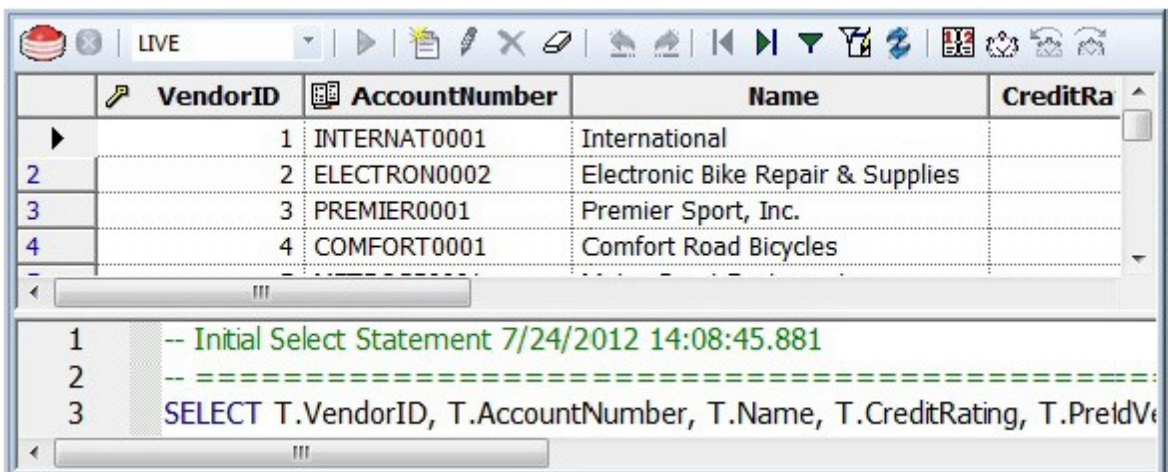 LIVE
VendorID AccountNumber Name CreditRa
1 INTERNAT0001 International
2 2 ELECTRON0002 Electronic Bike Repair & Supplies
3 3 PREMIER0001 Premier Sport, Inc.
4 4 COMFORT0001 Comfort Road Bicycles
1 -- Initial Select Statement 7/24/2012 14:08:45.881
2 -- ============================================
3 SELECT T.VendorID, T.AccountNumber, T.Name, T.CreditRating,